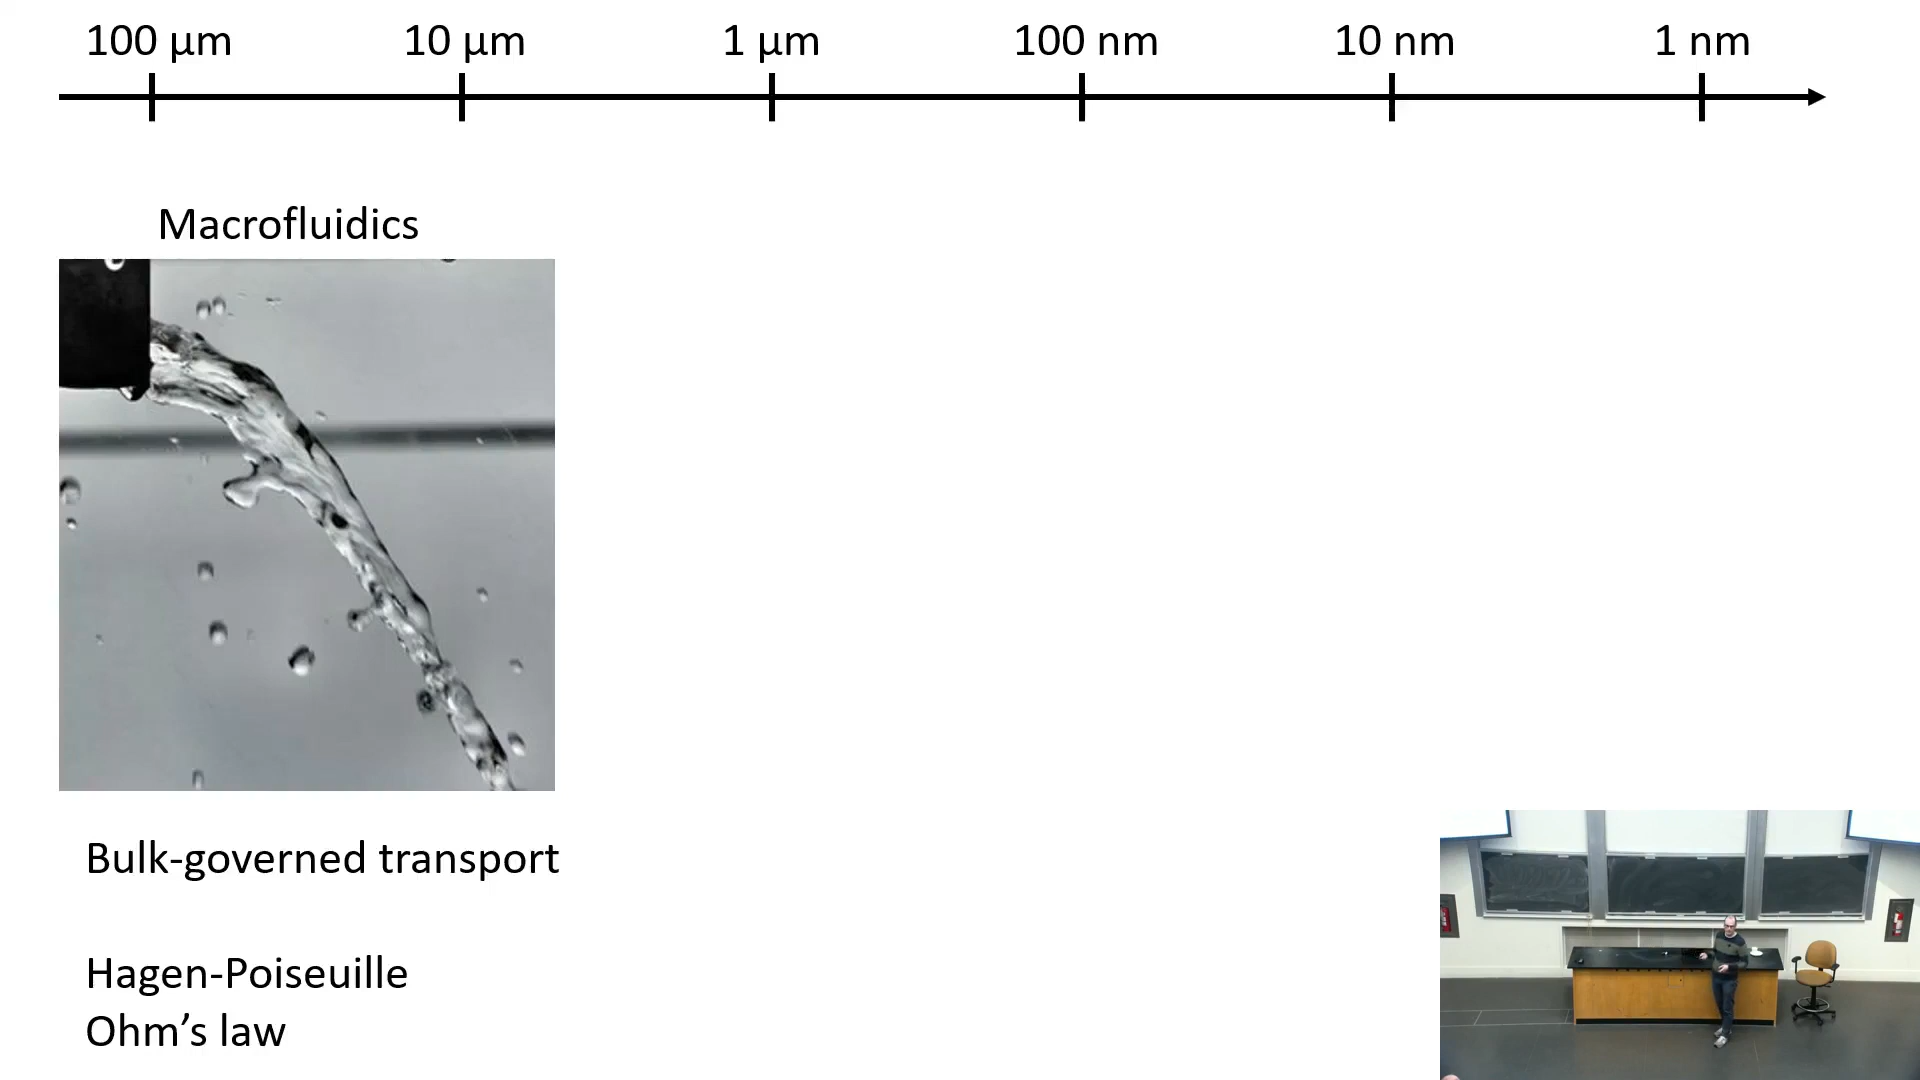 100 µm 10 µm 1 µm 100 nm 10 nm 1 nm
Macrofluidics
Bulk-governed transport
Hagen-Poiseuille
Ohm’s law